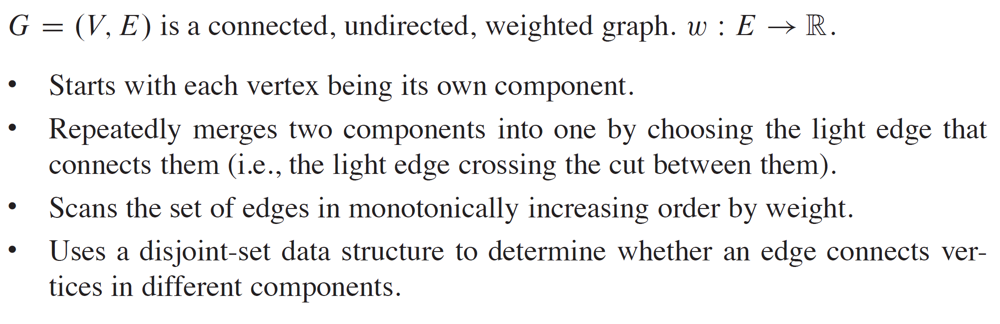 G = (V, E) is a connected, undirected, weighted graph. w : E → ℝ.
• Starts with each vertex being its own component.
• Repeatedly merges two components into one by choosing the light edge that
connects them (i.e., the light edge crossing the cut between them).
• Scans the set of edges in monotonically increasing order by weight.
• Uses a disjoint-set data structure to determine whether an edge connects ver-
tices in different components.